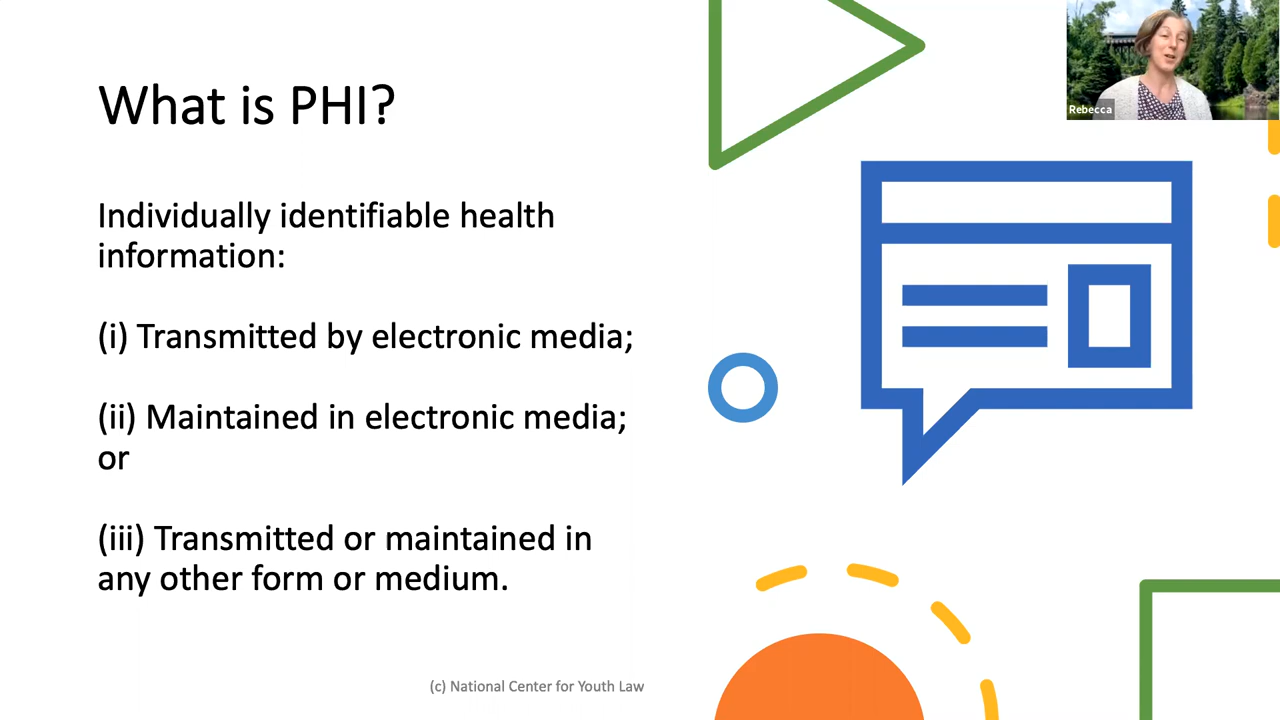 What is PHI?
Rebecca
Individually identifiable health
information:
(i) Transmitted by electronic media;
(ii) Maintained in electronic media;
or
(iii) Transmitted or maintained in
any other form or medium.
(c) National Center for Youth Law